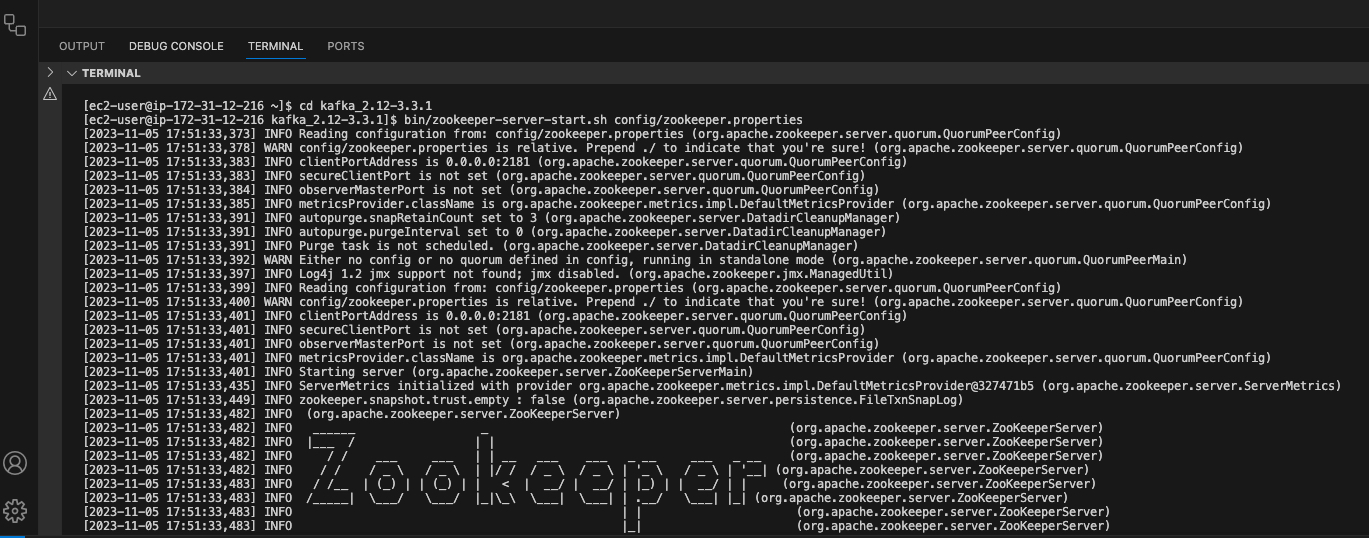 OUTPUT DEBUG CONSOLE TERMINAL PORTS
TERMINAL
[ec2-user@ip-172-31-12-216 ~]$ cd kafka_2.12-3.3.1
[ec2-user@ip-172-31-12-216 kafka_2.12-3.3.1]$ bin/zookeeper-server-start.sh config/zookeeper.properties
[2023-11-05 17:51:33,373] INFO Reading configuration from: config/zookeeper.properties (org.apache.zookeeper.server.quorum.QuorumPeerConfig)
[2023-11-05 17:51:33,378] WARN config/zookeeper.properties is relative. Prepend ./ to indicate that you're sure! (org.apache.zookeeper.server.quorum.QuorumPeerConfig)
[2023-11-05 17:51:33,383] INFO clientPortAddress is 0.0.0.0:2181 (org.apache.zookeeper.server.quorum.QuorumPeerConfig)
[2023-11-05 17:51:33,383] INFO secureClientPort is not set (org.apache.zookeeper.server.quorum.QuorumPeerConfig)
[2023-11-05 17:51:33,384] INFO observerMasterPort is not set (org.apache.zookeeper.server.quorum.QuorumPeerConfig)
[2023-11-05 17:51:33,385] INFO metricsProvider.className is org.apache.zookeeper.metrics.impl.DefaultMetricsProvider (org.apache.zookeeper.server.quorum.QuorumPeerConfig)
[2023-11-05 17:51:33,391] INFO autopurge.snapRetainCount set to 3 (org.apache.zookeeper.server.DatadirCleanupManager)
[2023-11-05 17:51:33,391] INFO autopurge.purgeInterval set to 0 (org.apache.zookeeper.server.DatadirCleanupManager)
[2023-11-05 17:51:33,391] INFO Purge task is not scheduled. (org.apache.zookeeper.server.DatadirCleanupManager)
[2023-11-05 17:51:33,392] WARN Either no config or no quorum defined in config, running in standalone mode (org.apache.zookeeper.server.quorum.QuorumPeerMain)
[2023-11-05 17:51:33,397] INFO Log4j 1.2 jmx support not found; jmx disabled. (org.apache.zookeeper.jmx.ManagedUtil)
[2023-11-05 17:51:33,399] INFO Reading configuration from: config/zookeeper.properties (org.apache.zookeeper.server.quorum.QuorumPeerConfig)
[2023-11-05 17:51:33,400] WARN config/zookeeper.properties is relative. Prepend ./ to indicate that you're sure! (org.apache.zookeeper.server.quorum.QuorumPeerConfig)
[2023-11-05 17:51:33,401] INFO clientPortAddress is 0.0.0.0:2181 (org.apache.zookeeper.server.quorum.QuorumPeerConfig)
[2023-11-05 17:51:33,401] INFO secureClientPort is not set (org.apache.zookeeper.server.quorum.QuorumPeerConfig)
[2023-11-05 17:51:33,401] INFO observerMasterPort is not set (org.apache.zookeeper.server.quorum.QuorumPeerConfig)
[2023-11-05 17:51:33,401] INFO metricsProvider.className is org.apache.zookeeper.metrics.impl.DefaultMetricsProvider (org.apache.zookeeper.server.quorum.QuorumPeerConfig)
[2023-11-05 17:51:33,401] INFO Starting server (org.apache.zookeeper.server.ZooKeeperServerMain)
[2023-11-05 17:51:33,435] INFO ServerMetrics initialized with provider org.apache.zookeeper.metrics.impl.DefaultMetricsProvider@327471b5 (org.apache.zookeeper.server.ServerMetrics)
[2023-11-05 17:51:33,449] INFO zookeeper.snapshot.trust.empty : false (org.apache.zookeeper.server.persistence.FileTxnSnapLog)
[2023-11-05 17:51:33,482] INFO  (org.apache.zookeeper.server.ZooKeeperServer)
[2023-11-05 17:51:33,482] INFO   ______                  _                                           (org.apache.zookeeper.server.ZooKeeperServer)
[2023-11-05 17:51:33,482] INFO  |___  /                 | |                                          (org.apache.zookeeper.server.ZooKeeperServer)
[2023-11-05 17:51:33,482] INFO     / /    ___     ___   | | __   ___    ___   _ __     ___   _ __    (org.apache.zookeeper.server.ZooKeeperServer)
[2023-11-05 17:51:33,482] INFO    / /    / _ \   / _ \  | |/ /  / _ \  / _ \ | '_ \   / _ \ | '__| (org.apache.zookeeper.server.ZooKeeperServer)
[2023-11-05 17:51:33,483] INFO   / /__  | (_) | | (_) | |   <  |  __/ |  __/ | |_) | |  __/ | |     (org.apache.zookeeper.server.ZooKeeperServer)
[2023-11-05 17:51:33,483] INFO  /_____|  \___/   \___/  |_|\_\  \___|  \___| | .__/   \___| |_| (org.apache.zookeeper.server.ZooKeeperServer)
[2023-11-05 17:51:33,483] INFO                                               | |                      (org.apache.zookeeper.server.ZooKeeperServer)
[2023-11-05 17:51:33,483] INFO                                               |_|                      (org.apache.zookeeper.server.ZooKeeperServer)